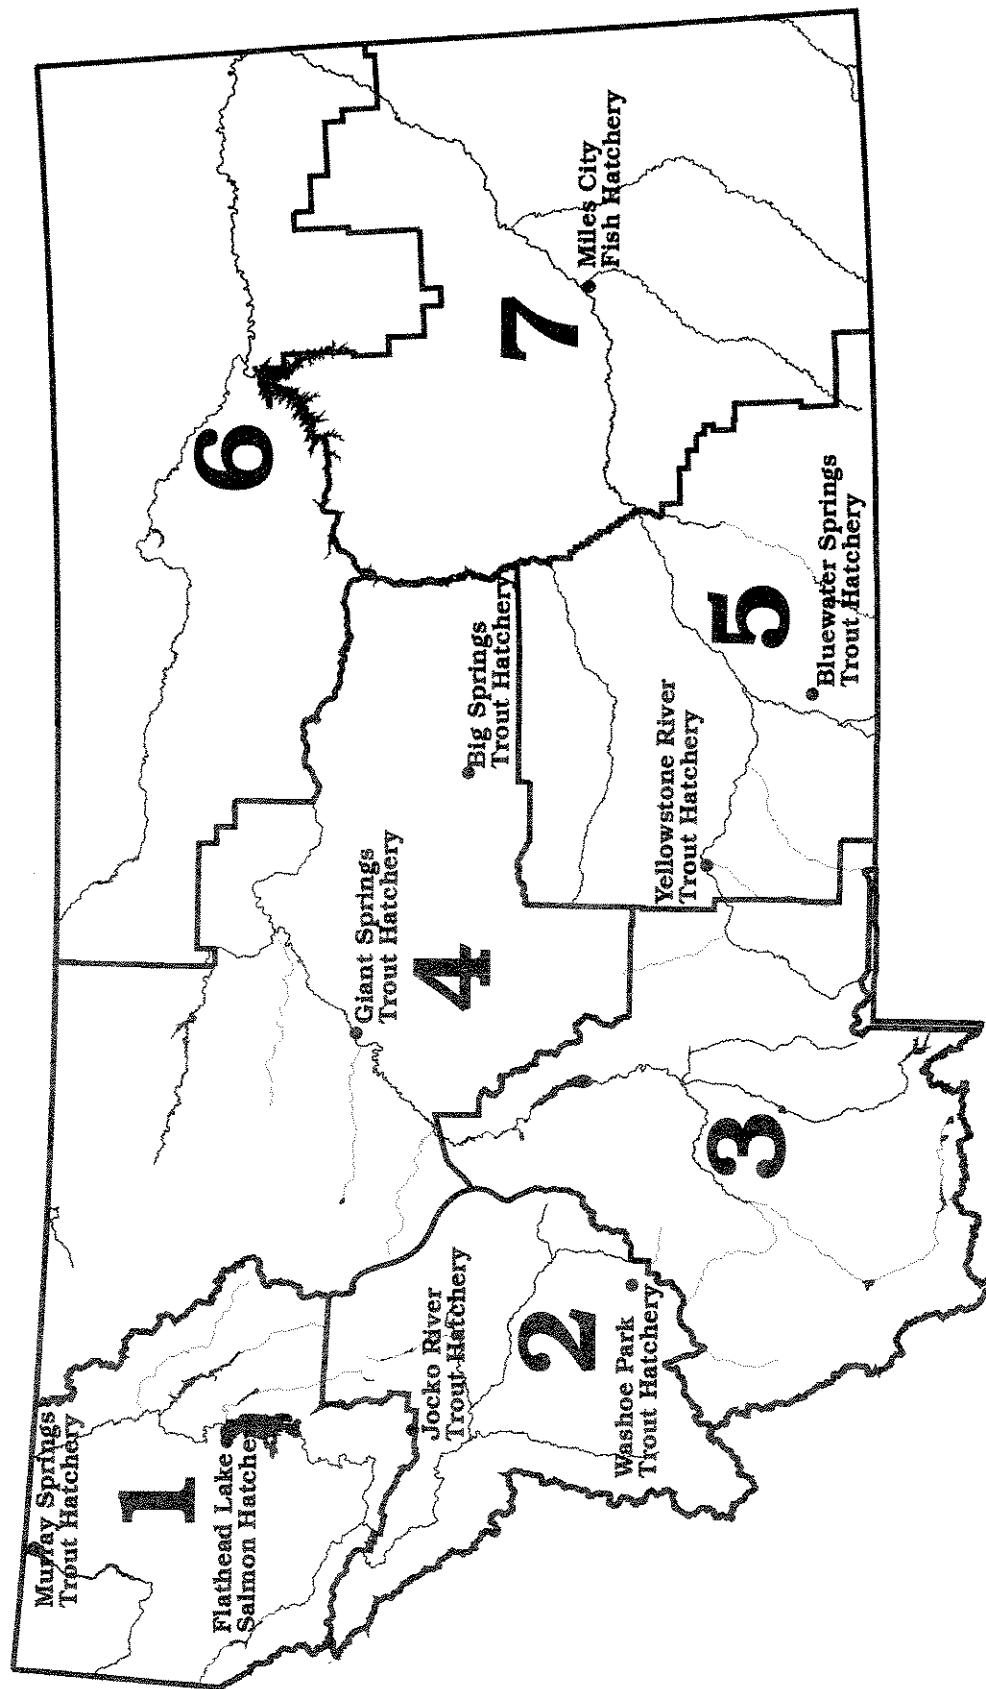 Murray Springs
Trout Hatchery
1
Flathead Lake
Salmon Hatchery
Jocko River
Trout Hatchery
2
Washoe Park
Trout Hatchery
3
Giant Springs
Trout Hatchery
4
Big Springs
Trout Hatchery
Yellowstone River
Trout Hatchery
5
Bluewater Springs
Trout Hatchery
6
7
Miles City
Fish Hatchery